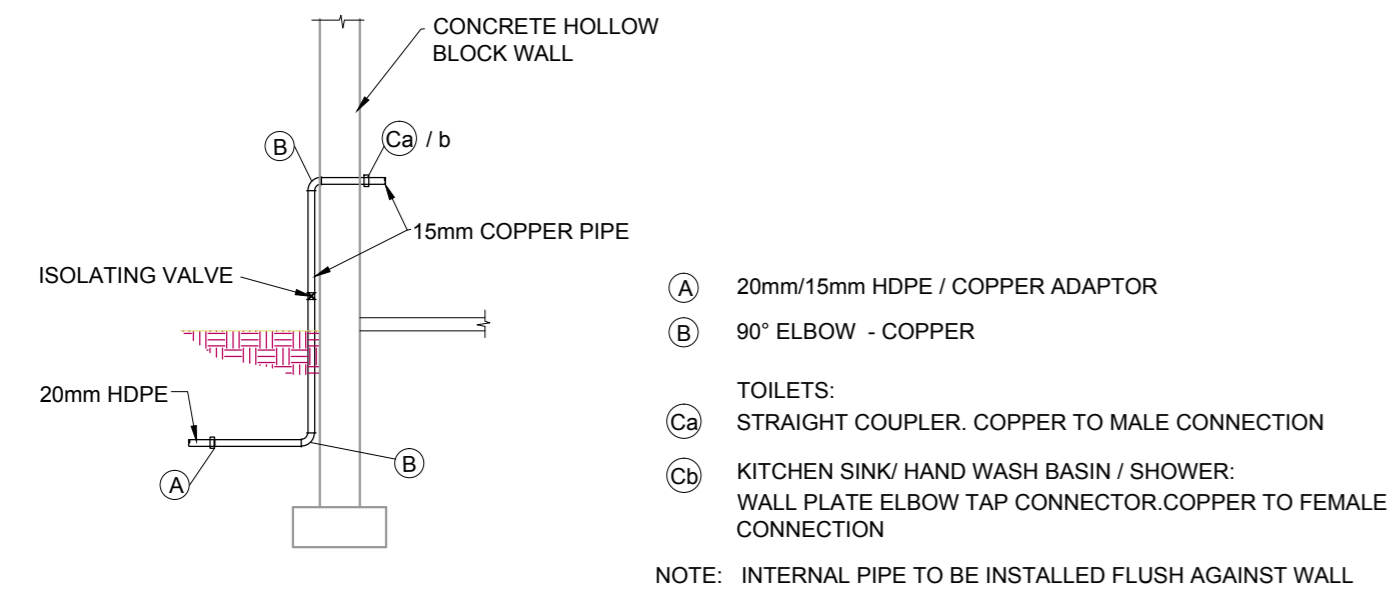 CONCRETE HOLLOW
BLOCK WALL
B
Ca / b
15mm COPPER PIPE
ISOLATING VALVE
20mm HDPE
B
A
A 20mm/15mm HDPE / COPPER ADAPTOR
B 90° ELBOW - COPPER
TOILETS:
Ca STRAIGHT COUPLER. COPPER TO MALE CONNECTION
Cb KITCHEN SINK/ HAND WASH BASIN / SHOWER:
WALL PLATE ELBOW TAP CONNECTOR.COPPER TO FEMALE
CONNECTION
NOTE: INTERNAL PIPE TO BE INSTALLED FLUSH AGAINST WALL